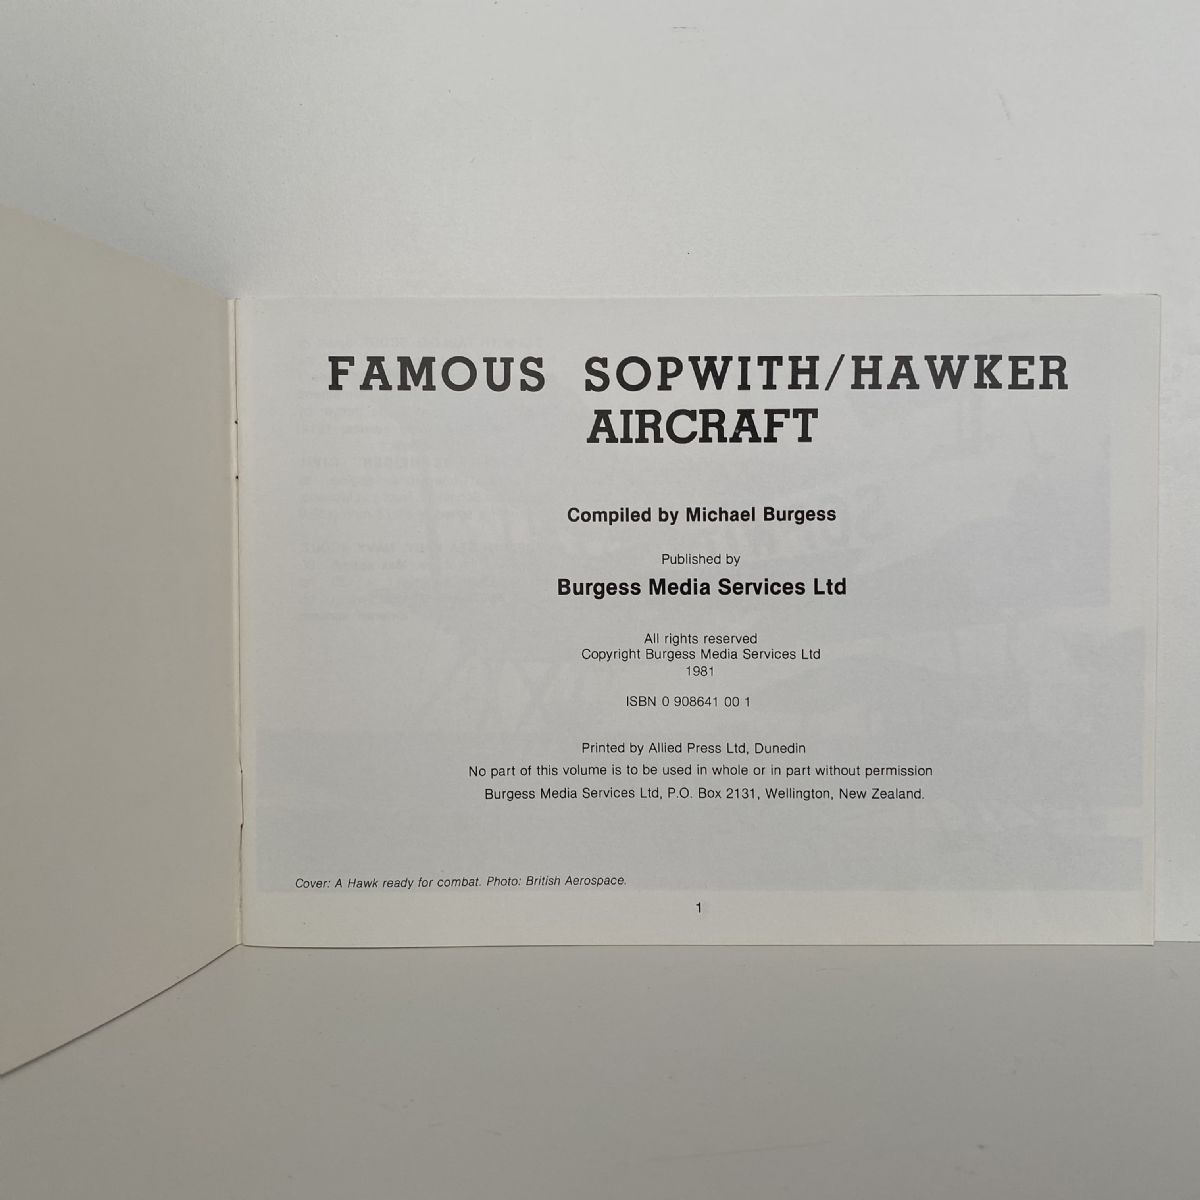 FAMOUS SOPWITH/HAWKER
AIRCRAFT
Compiled by Michael Burgess
Published by
Burgess Media Services Ltd
All rights reserved
Copyright Burgess Media Services Ltd
1981
ISBN 0 908641 00 1
Printed by Allied Press Ltd, Dunedin
No part of this volume is to be used in whole or in part without permission
Burgess Media Services Ltd, P.O. Box 2131, Wellington, New Zealand.
Cover: A Hawk ready for combat. Photo: British Aerospace.
1